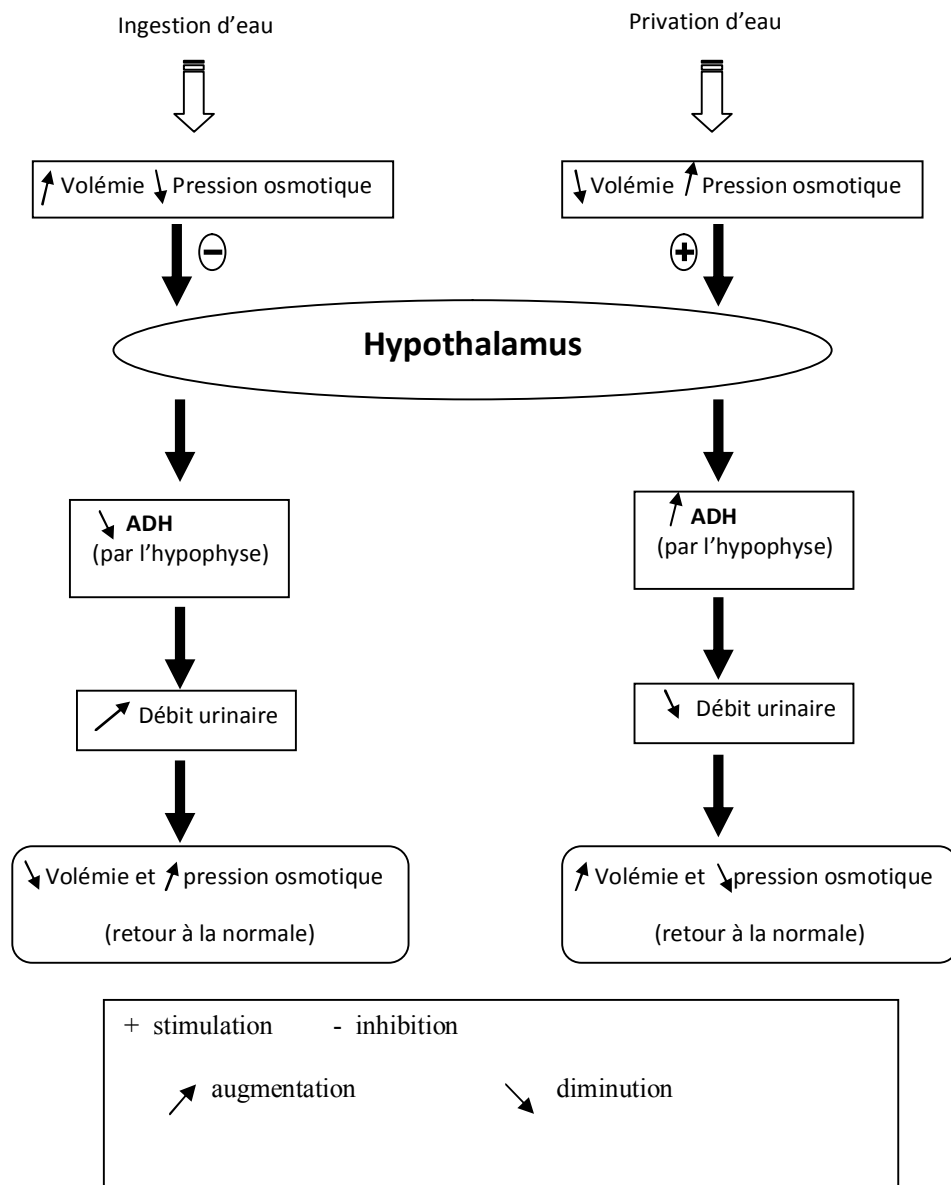 Ingestion d’eau
Privation d’eau
Volémie Pression osmotique
Volémie Pression osmotique
−
+
Hypothalamus
ADH
(par l’hypophyse)
ADH
(par l’hypophyse)
Débit urinaire
Débit urinaire
Volémie et pression osmotique
(retour à la normale)
Volémie et pression osmotique
(retour à la normale)
+ stimulation - inhibition
augmentation diminution